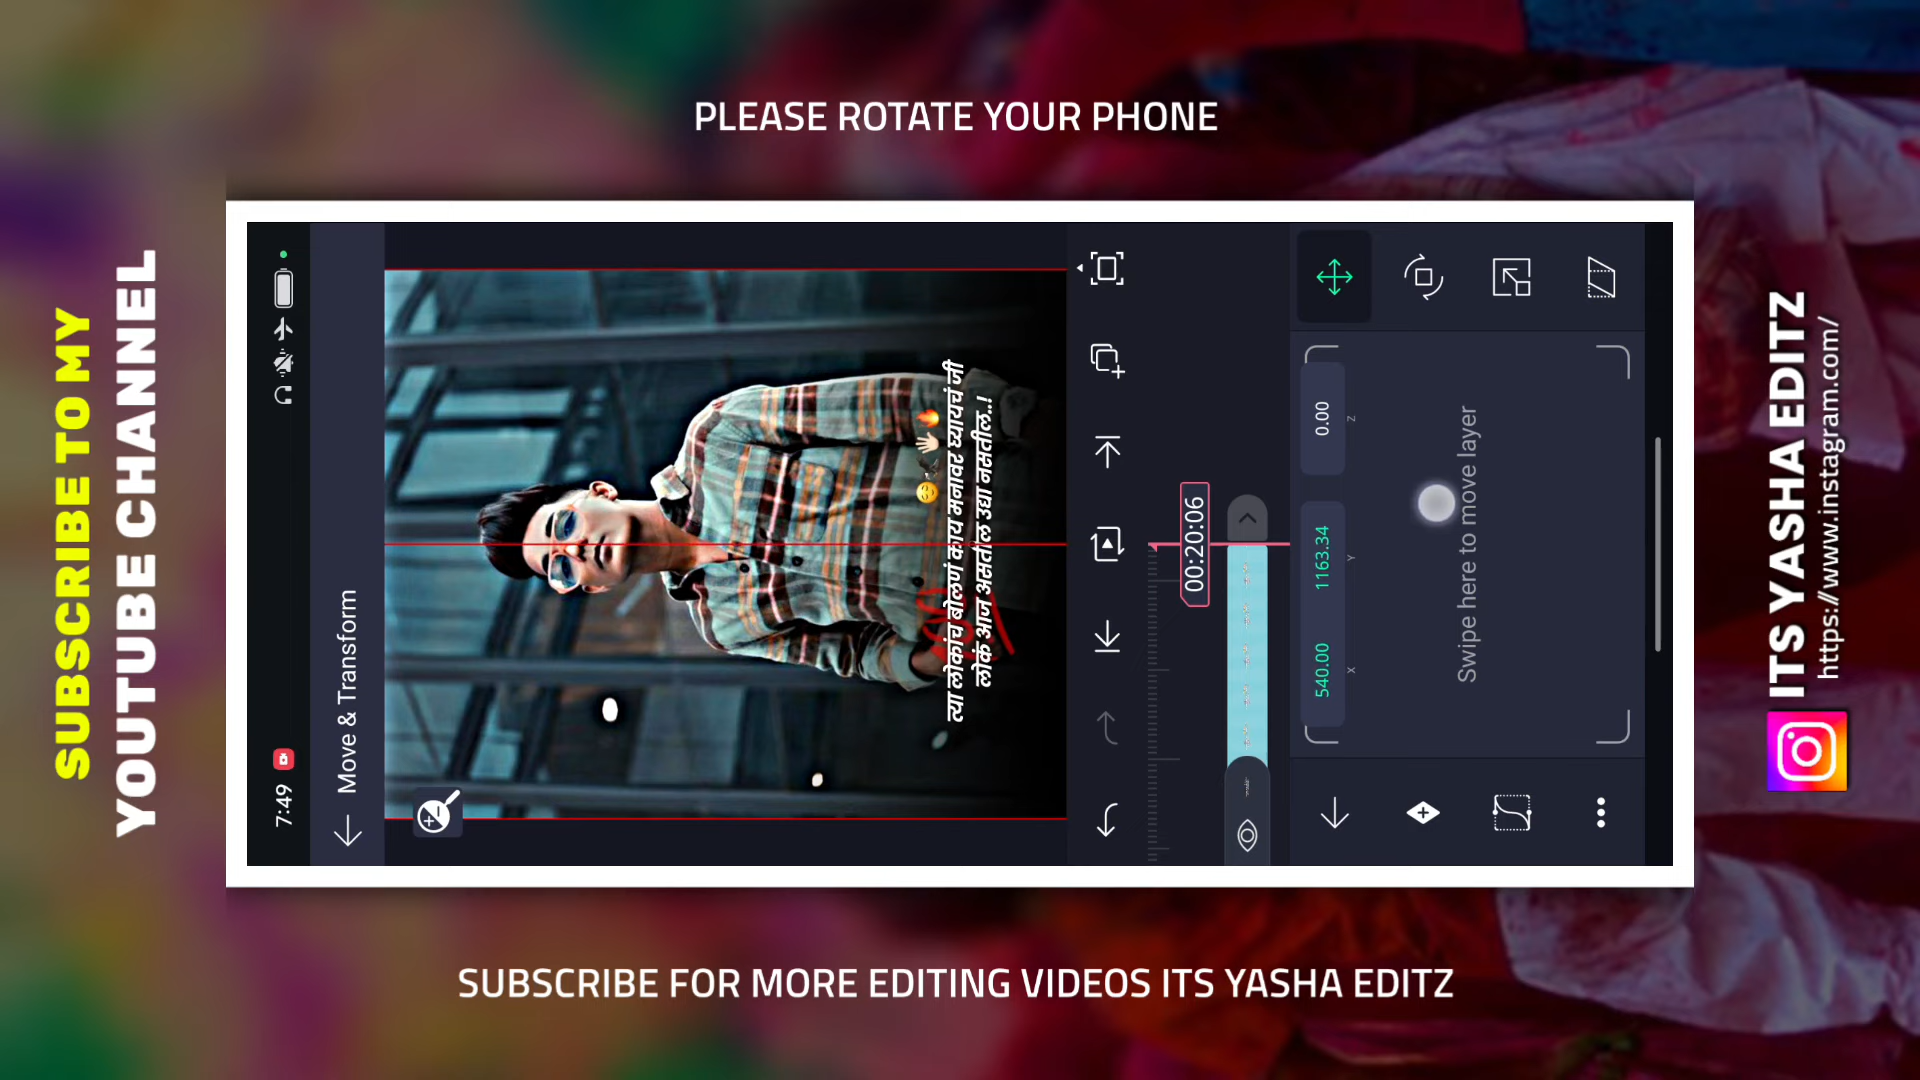 PLEASE ROTATE YOUR PHONE
SUBSCRIBE TO MY
YOUTUBE CHANNEL
7:49
Move & Transform
त्या लोकांच बोलणं काय मनावर घ्यायचं जी
लोकं आज असतील उद्या नसतील..!
00:20:06
540.00
1163.34
0.00
X
Y
Z
Swipe here to move layer
ITS YASHA EDITZ
https://www.instagram.com/
SUBSCRIBE FOR MORE EDITING VIDEOS ITS YASHA EDITZ